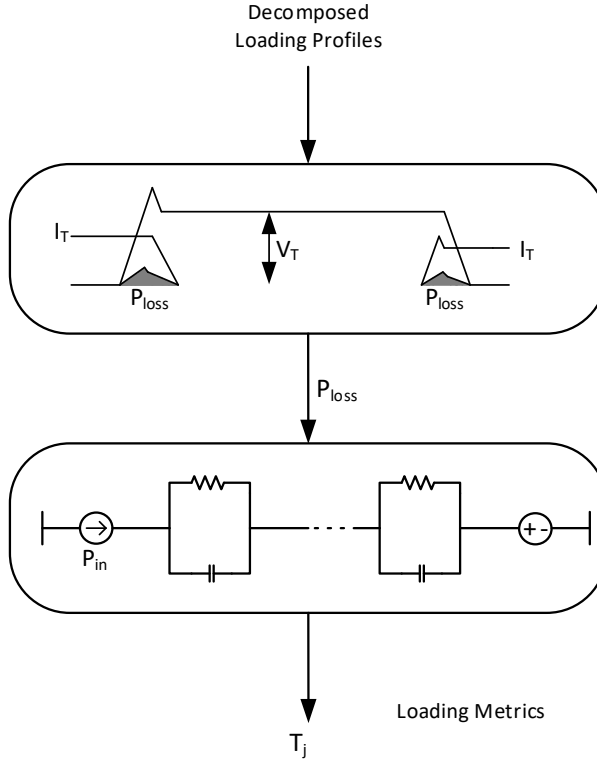 Decomposed
Loading Profiles
I_T
V_T
I_T
P_loss
P_loss
P_loss
+ -
P_in
Loading Metrics
T_j